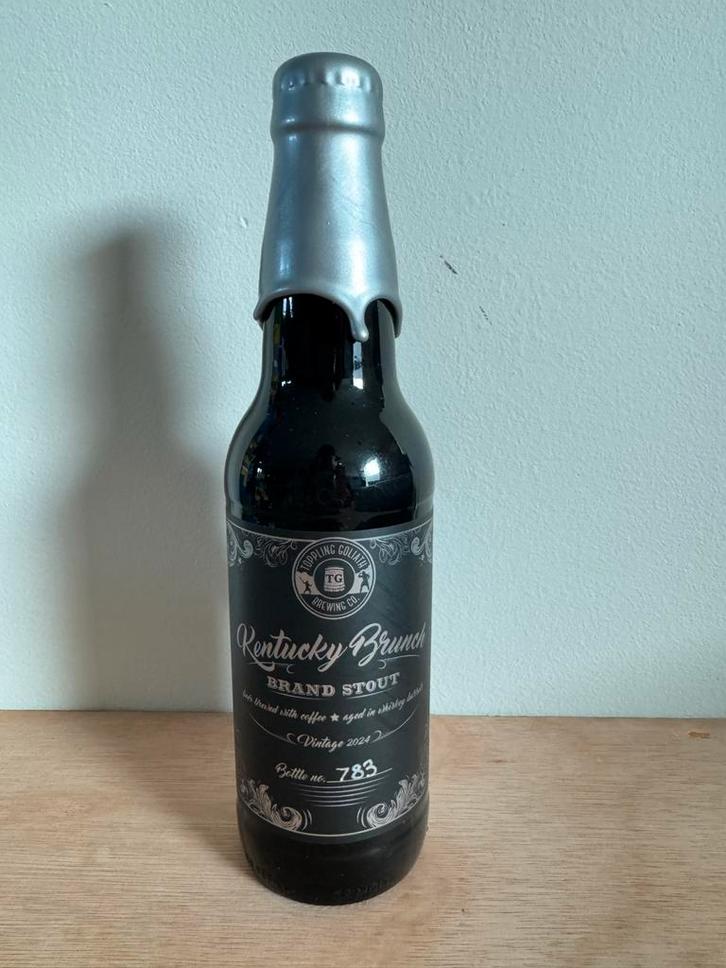 TOPPLING GOLIATH
TG
BREWING CO.
Kentucky Brunch
BRAND STOUT
beer brewed with coffee ★ aged in whiskey barrels
Vintage 2024
Bottle no. 783